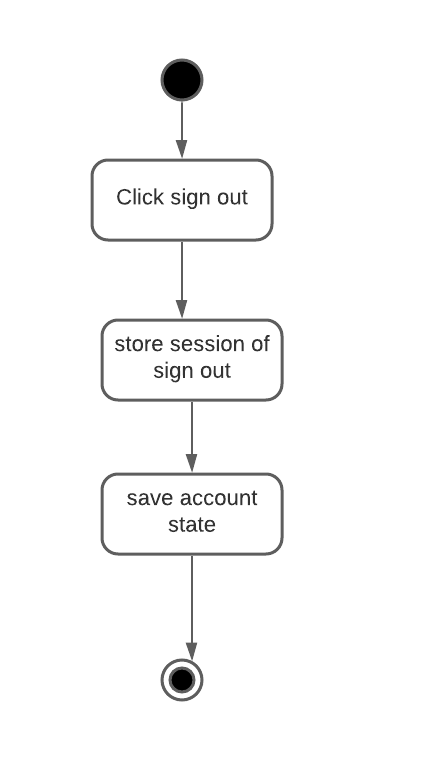 Click sign out
store session of
sign out
save account
state